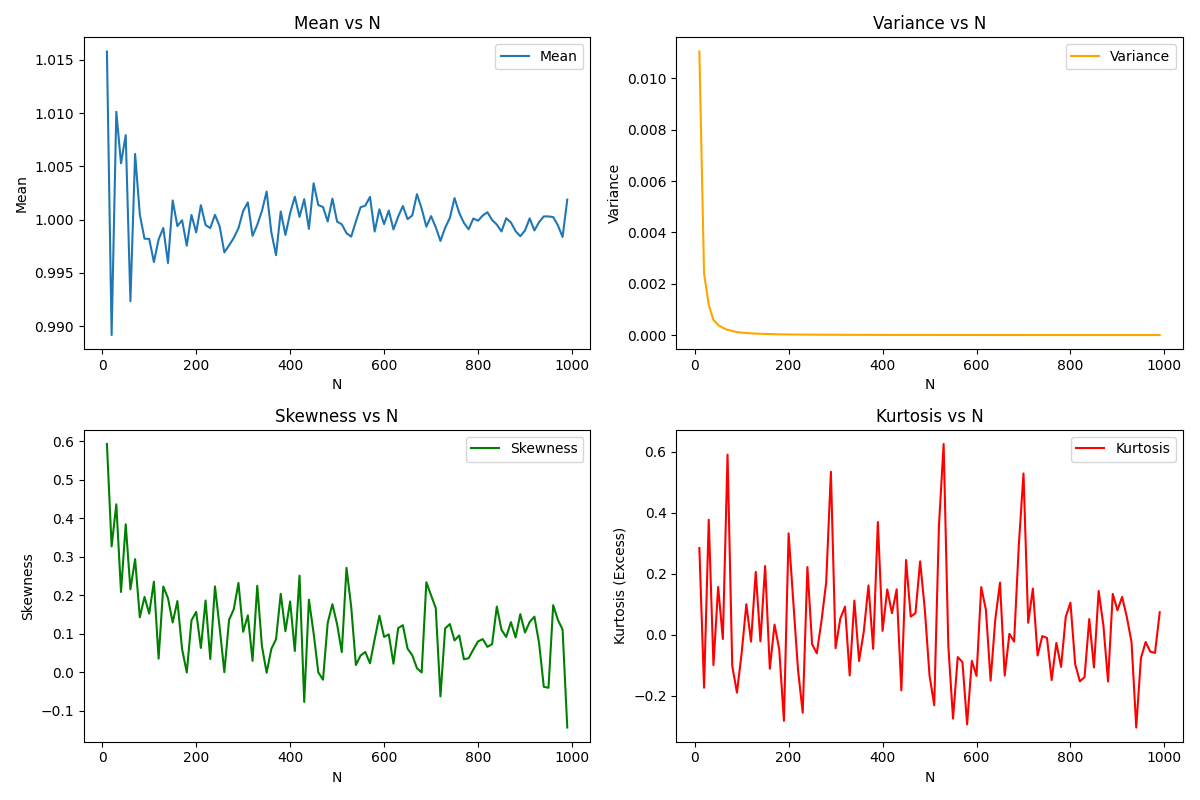 Mean vs N
Mean
1.015
1.010
1.005
1.000
0.995
0.990
Mean
0 200 400 600 800 1000
N
Variance vs N
Variance
0.010
0.008
0.006
0.004
0.002
0.000
Variance
0 200 400 600 800 1000
N
Skewness vs N
Skewness
0.6
0.5
0.4
0.3
0.2
0.1
0.0
−0.1
Skewness
0 200 400 600 800 1000
N
Kurtosis vs N
Kurtosis
0.6
0.4
0.2
0.0
−0.2
Kurtosis (Excess)
0 200 400 600 800 1000
N